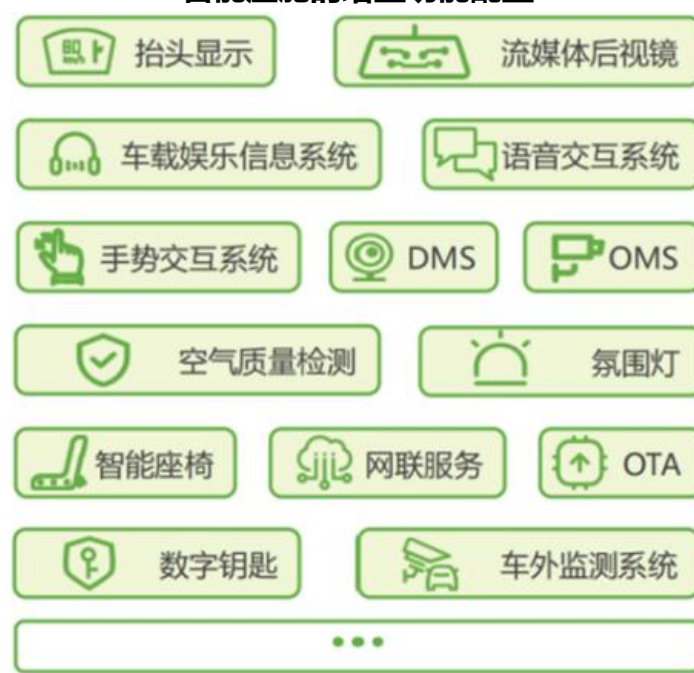 抬头显示 流媒体后视镜
车载娱乐信息系统 语音交互系统
手势交互系统 DMS OMS
空气质量检测 氛围灯
智能座椅 网联服务 OTA
数字钥匙 车外监测系统
•••